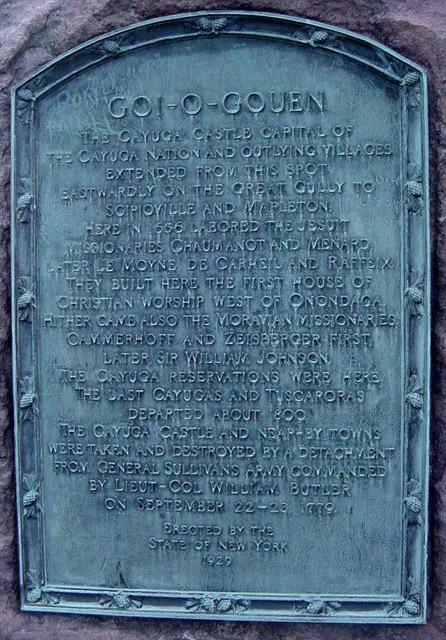 GOI-O-GOUEN
THE CAYUGA CASTLE, CAPITAL OF
THE CAYUGA NATION AND OUTLYING VILLAGES
EXTENDED FROM THIS SPOT
EASTWARDLY ON THE GREAT GULLY TO
SCIPIOVILLE AND MAPLETON.
HERE IN 1656 LABORED THE JESUIT
MISSIONARIES CHAUMANOT AND MENARD,
LATER LE MOYNE, DE CARHEIL AND RAFFEIX.
THEY BUILT HERE THE FIRST HOUSE OF
CHRISTIAN WORSHIP WEST OF ONONDAGA.
HITHER CAME ALSO THE MORAVIAN MISSIONARIES,
CAMMERHOFF AND ZEISBERGER FIRST,
LATER SIR WILLIAM JOHNSON.
THE CAYUGA RESERVATIONS WERE HERE.
THE LAST CAYUGAS AND TUSCARORAS
DEPARTED ABOUT 1800.
THE CAYUGA CASTLE AND NEAR-BY TOWNS
WERE TAKEN AND DESTROYED BY A DETACHMENT
FROM GENERAL SULLIVANS ARMY COMMANDED
BY LIEUT-COL. WILLIAM BUTLER
ON SEPTEMBER 22-23, 1779.
ERECTED BY THE
STATE OF NEW YORK
1929